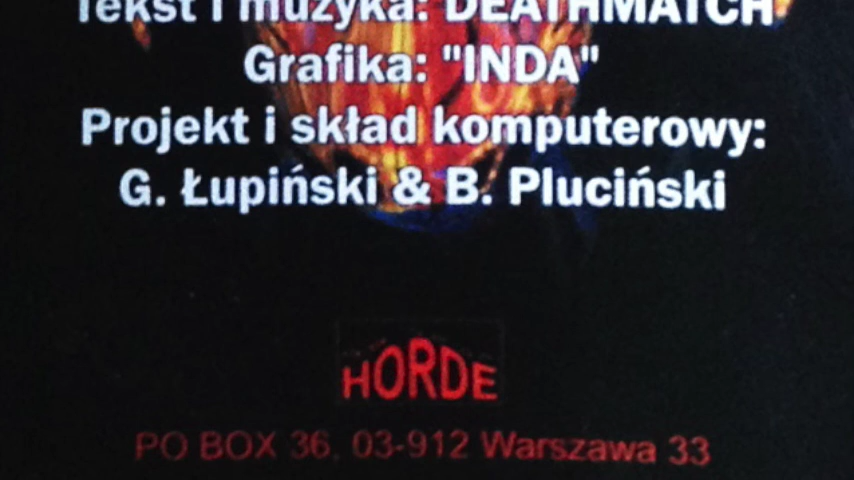 Tekst i muzyka: DEATHMATCH
Grafika: "INDA"
Projekt i skład komputerowy:
G. Łupiński & B. Pluciński
HORDE
PO BOX 36, 03-912 Warszawa 33